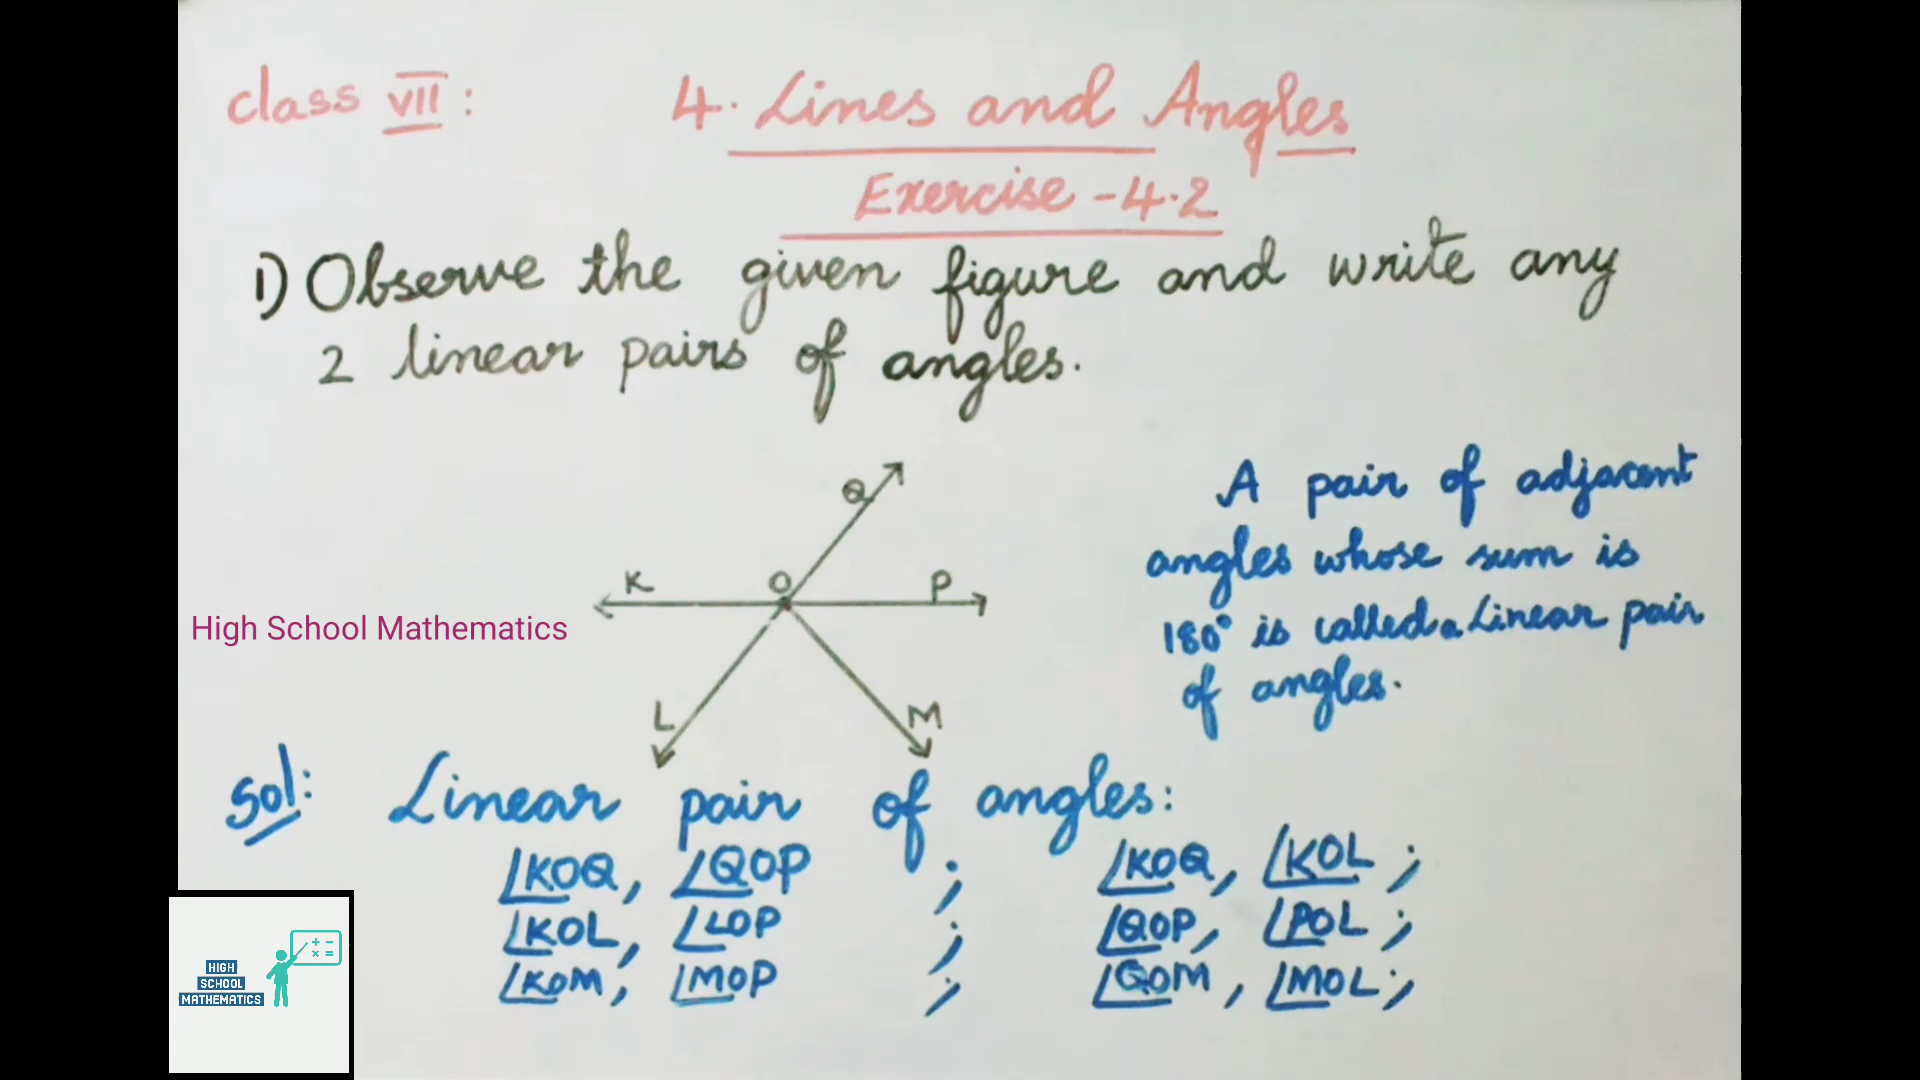 class VII :
4. Lines and Angles
Exercise - 4.2
1) Observe the given figure and write any
2 linear pairs of angles.
Q
K O P
L M
A pair of adjacent
angles whose sum is
180° is called a Linear pair
of angles.
High School Mathematics
Sol: Linear pair of angles:
∠KOQ, ∠QOP ; ∠KOQ, ∠KOL ;
∠KOL, ∠LOP ; ∠QOP, ∠POL ;
∠KOM, ∠MOP ; ∠QOM, ∠MOL ;
+ -
× =
HIGH
SCHOOL
MATHEMATICS